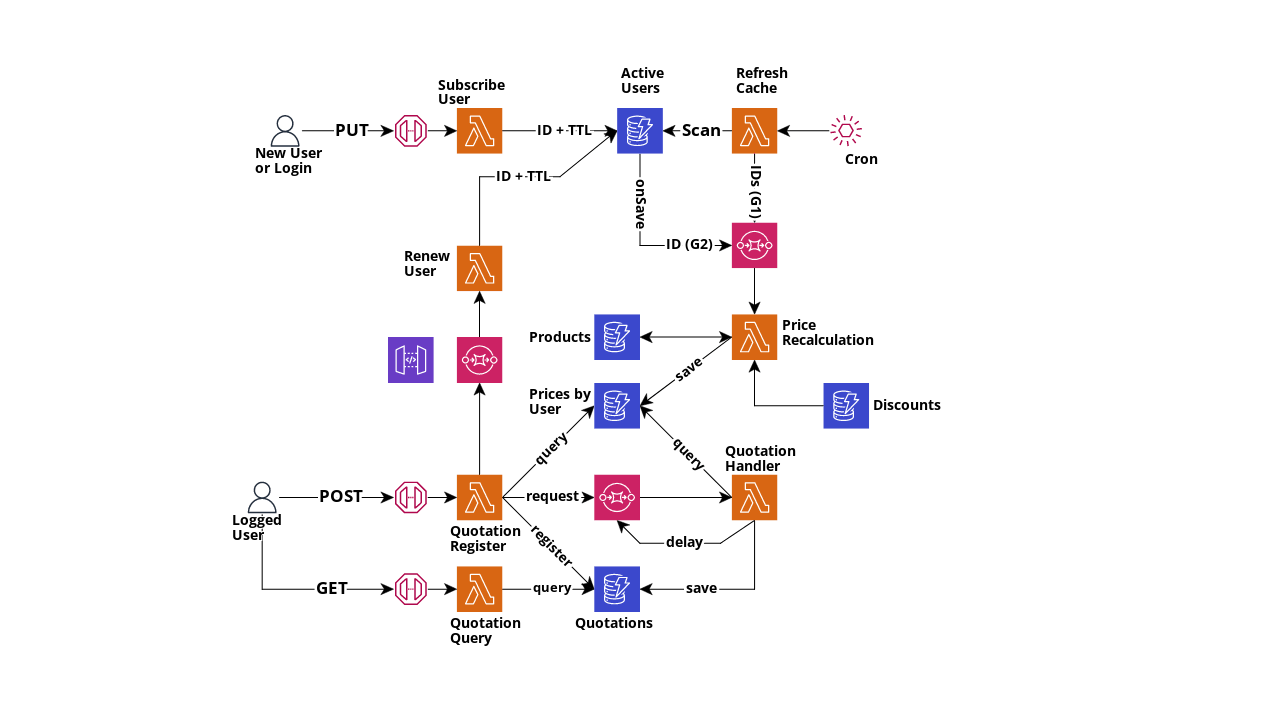 Active
Users
Refresh
Cache
Subscribe
User
PUT
ID + TTL
Scan
New User
or Login
Cron
ID + TTL
IDs (G1)
onSave
ID (G2)
Renew
User
Products
Price
Recalculation
save
Prices by
User
Discounts
query
query
Quotation
Handler
POST
request
Logged
User
Quotation
Register
register
delay
GET
query
save
Quotation
Query
Quotations